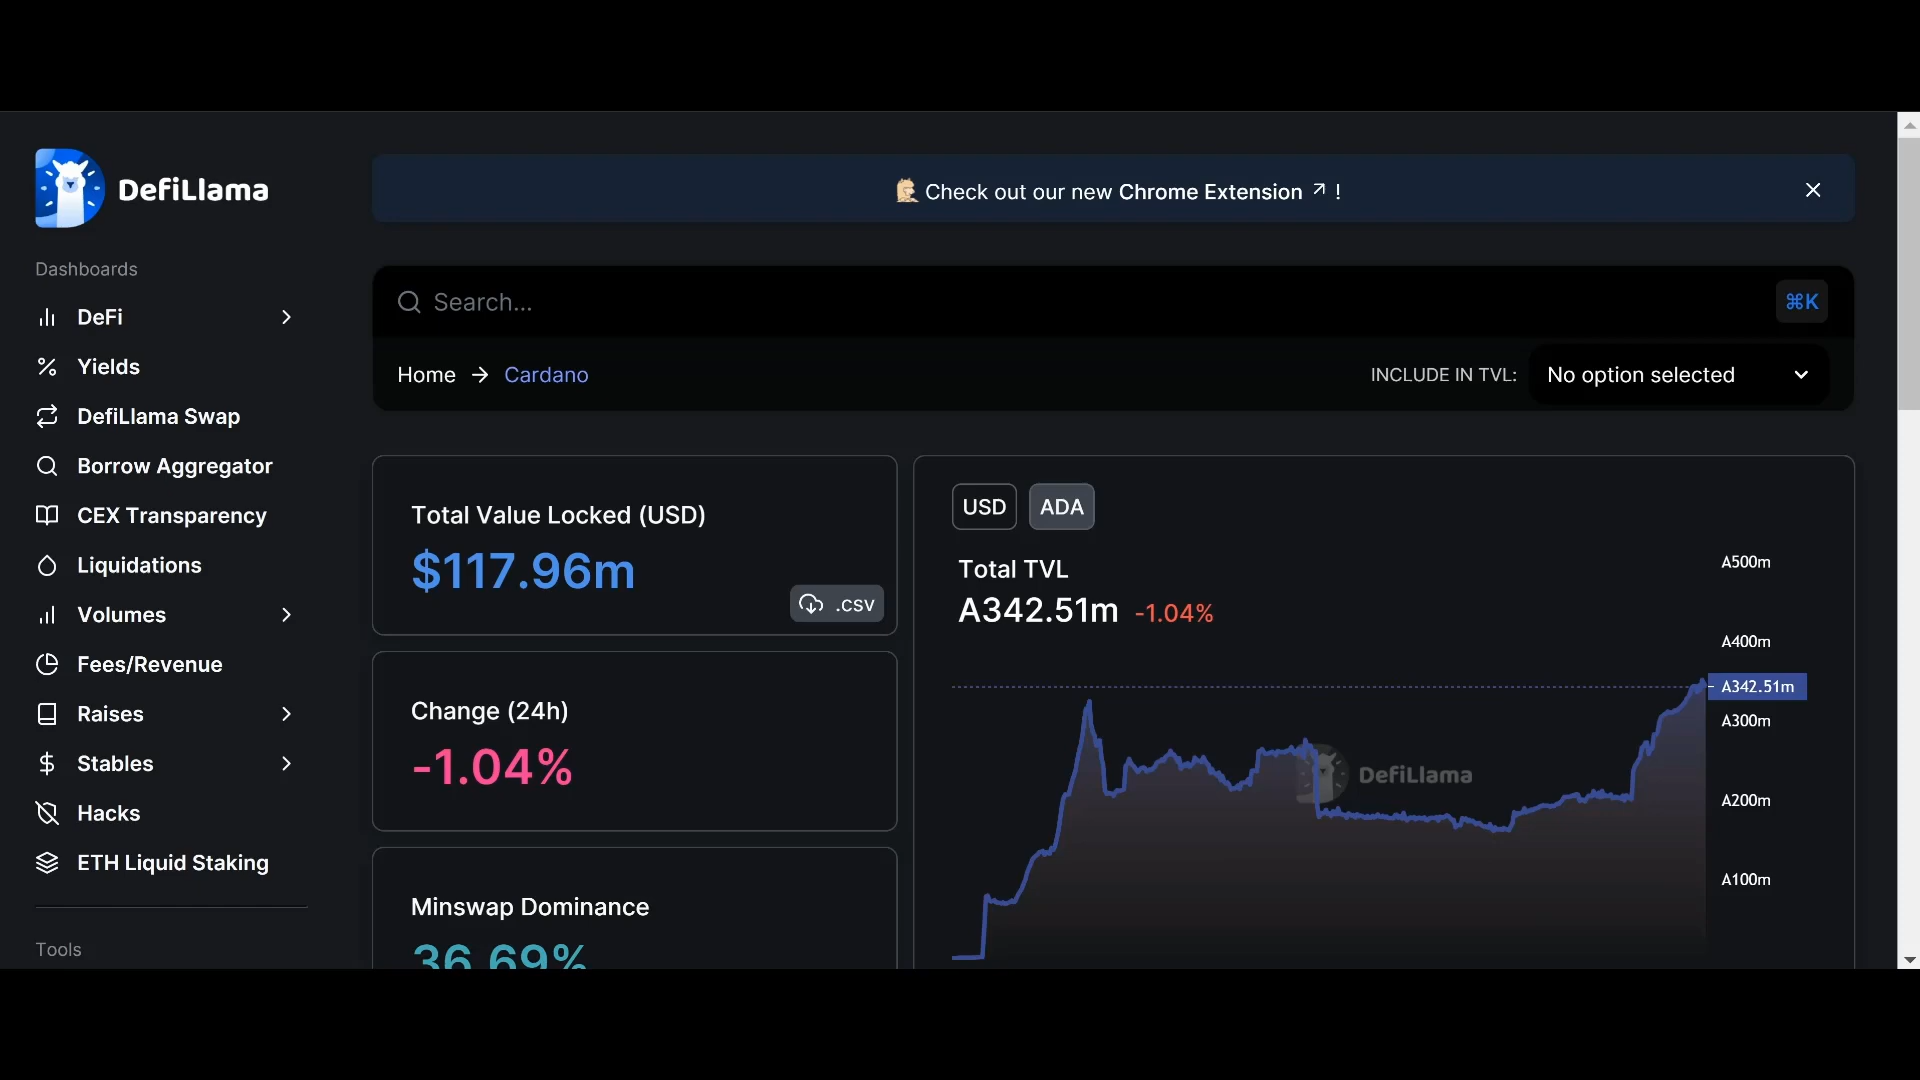 DefiLlama
Check out our new Chrome Extension ↗ !
Search...
⌘K
Home → Cardano
INCLUDE IN TVL:
No option selected
Dashboards
DeFi
Yields
DefiLlama Swap
Borrow Aggregator
CEX Transparency
Liquidations
Volumes
Fees/Revenue
Raises
Stables
Hacks
ETH Liquid Staking
Tools
Total Value Locked (USD)
$117.96m
.csv
Change (24h)
-1.04%
Minswap Dominance
36.69%
USD
ADA
Total TVL
A342.51m -1.04%
A500m
A400m
A342.51m
A300m
A200m
A100m
DefiLlama